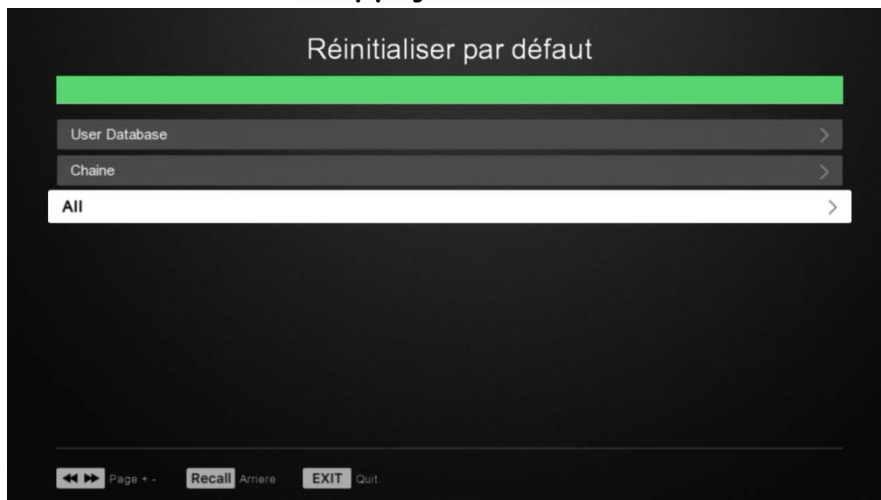 Réinitialiser par défaut
User Database
Chaine
All
Page + -
Recall Arriere
EXIT Quit